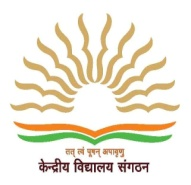 तत् त्वं पूषन् अपावृणु
केन्द्रीय विद्यालय संगठन